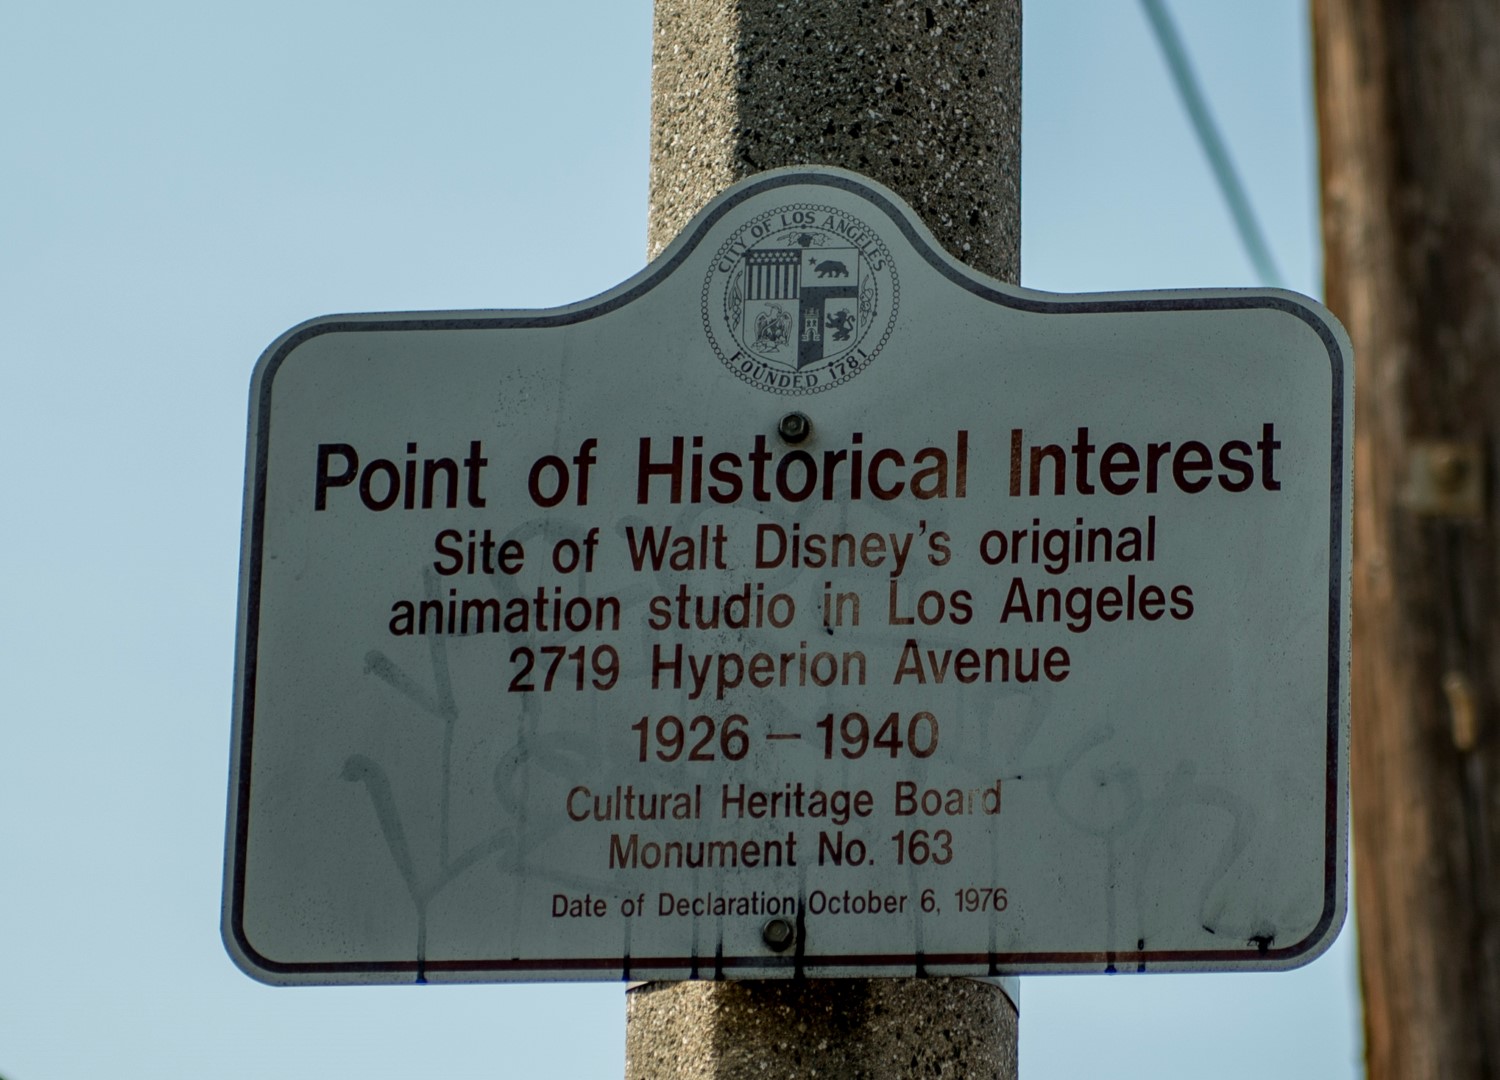 CITY OF LOS ANGELES
FOUNDED 1781
Point of Historical Interest
Site of Walt Disney's original
animation studio in Los Angeles
2719 Hyperion Avenue
1926 – 1940
Cultural Heritage Board
Monument No. 163
Date of Declaration October 6, 1976